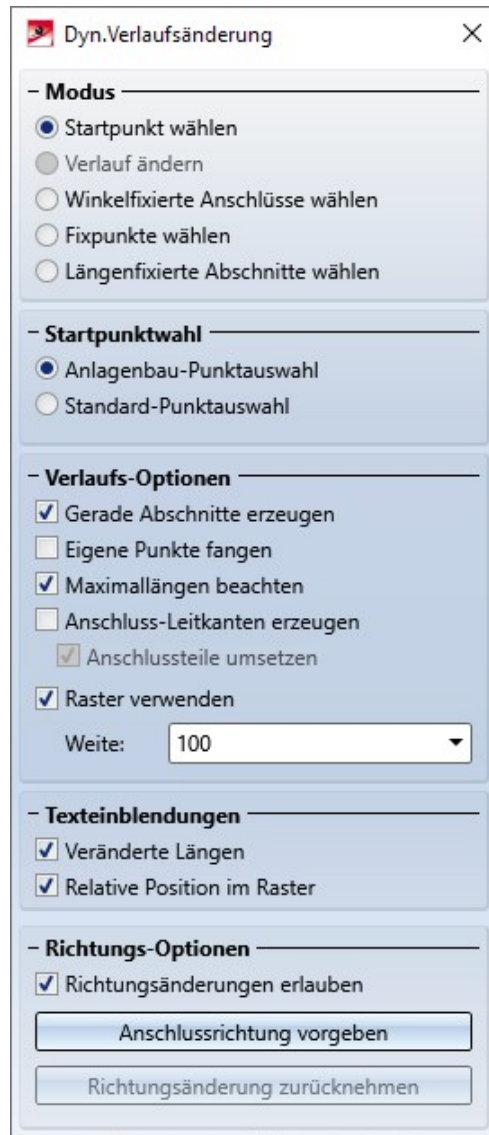 Dyn.Verlaufsänderung
Modus
Startpunkt wählen
Verlauf ändern
Winkelfixierte Anschlüsse wählen
Fixpunkte wählen
Längenfixierte Abschnitte wählen
Startpunktwahl
Anlagenbau-Punktauswahl
Standard-Punktauswahl
Verlaufs-Optionen
Gerade Abschnitte erzeugen
Eigene Punkte fangen
Maximallängen beachten
Anschluss-Leitkanten erzeugen
Anschlussteile umsetzen
Raster verwenden
Weite: 100
Texteinblendungen
Veränderte Längen
Relative Position im Raster
Richtungs-Optionen
Richtungsänderungen erlauben
Anschlussrichtung vorgeben
Richtungsänderung zurücknehmen